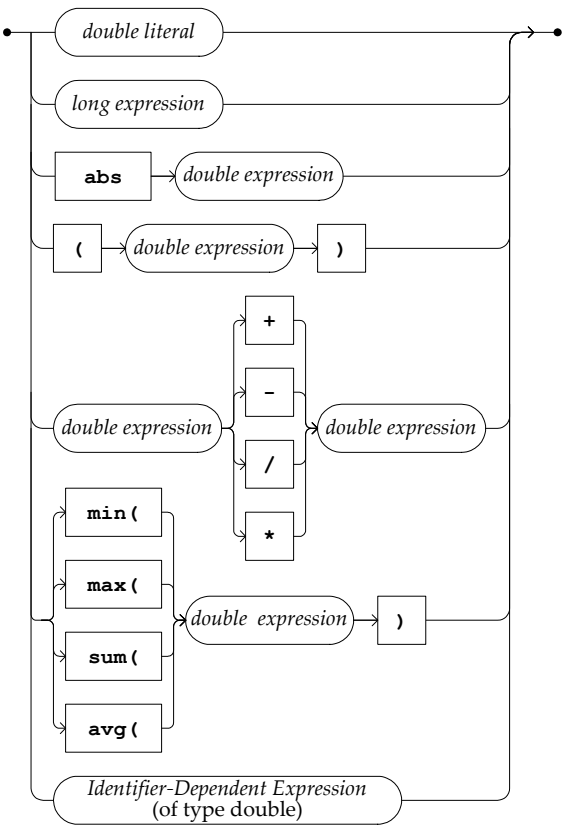 double literal
long expression
abs double expression
( double expression )
+
-
double expression double expression
/
*
min(
max(
double expression )
sum(
avg(
Identifier-Dependent Expression
(of type double)